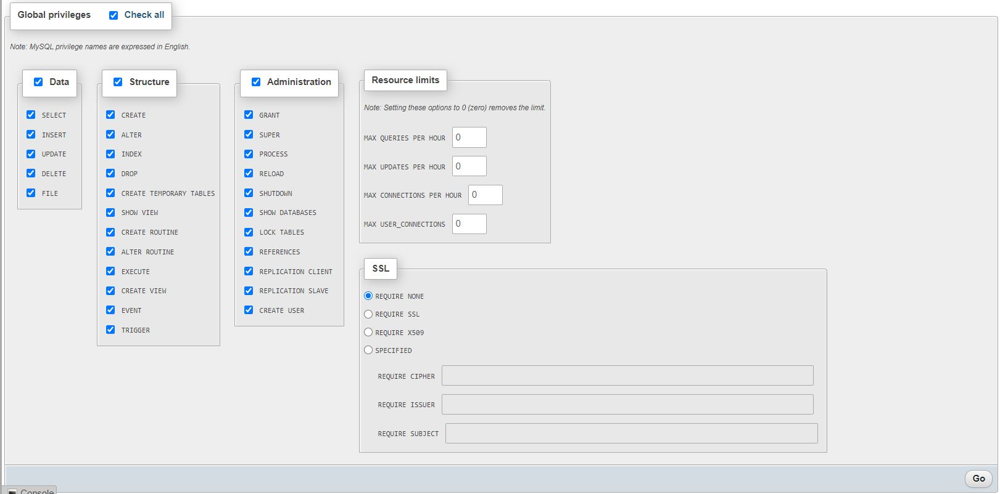 Global privileges Check all
Note: MySQL privilege names are expressed in English.
Data
SELECT
INSERT
UPDATE
DELETE
FILE
Structure
CREATE
ALTER
INDEX
DROP
CREATE TEMPORARY TABLES
SHOW VIEW
CREATE ROUTINE
ALTER ROUTINE
EXECUTE
CREATE VIEW
EVENT
TRIGGER
Administration
GRANT
SUPER
PROCESS
RELOAD
SHUTDOWN
SHOW DATABASES
LOCK TABLES
REFERENCES
REPLICATION CLIENT
REPLICATION SLAVE
CREATE USER
Resource limits
Note: Setting these options to 0 (zero) removes the limit.
MAX QUERIES PER HOUR 0
MAX UPDATES PER HOUR 0
MAX CONNECTIONS PER HOUR 0
MAX USER_CONNECTIONS 0
SSL
REQUIRE NONE
REQUIRE SSL
REQUIRE X509
SPECIFIED
REQUIRE CIPHER
REQUIRE ISSUER
REQUIRE SUBJECT
Go
Console